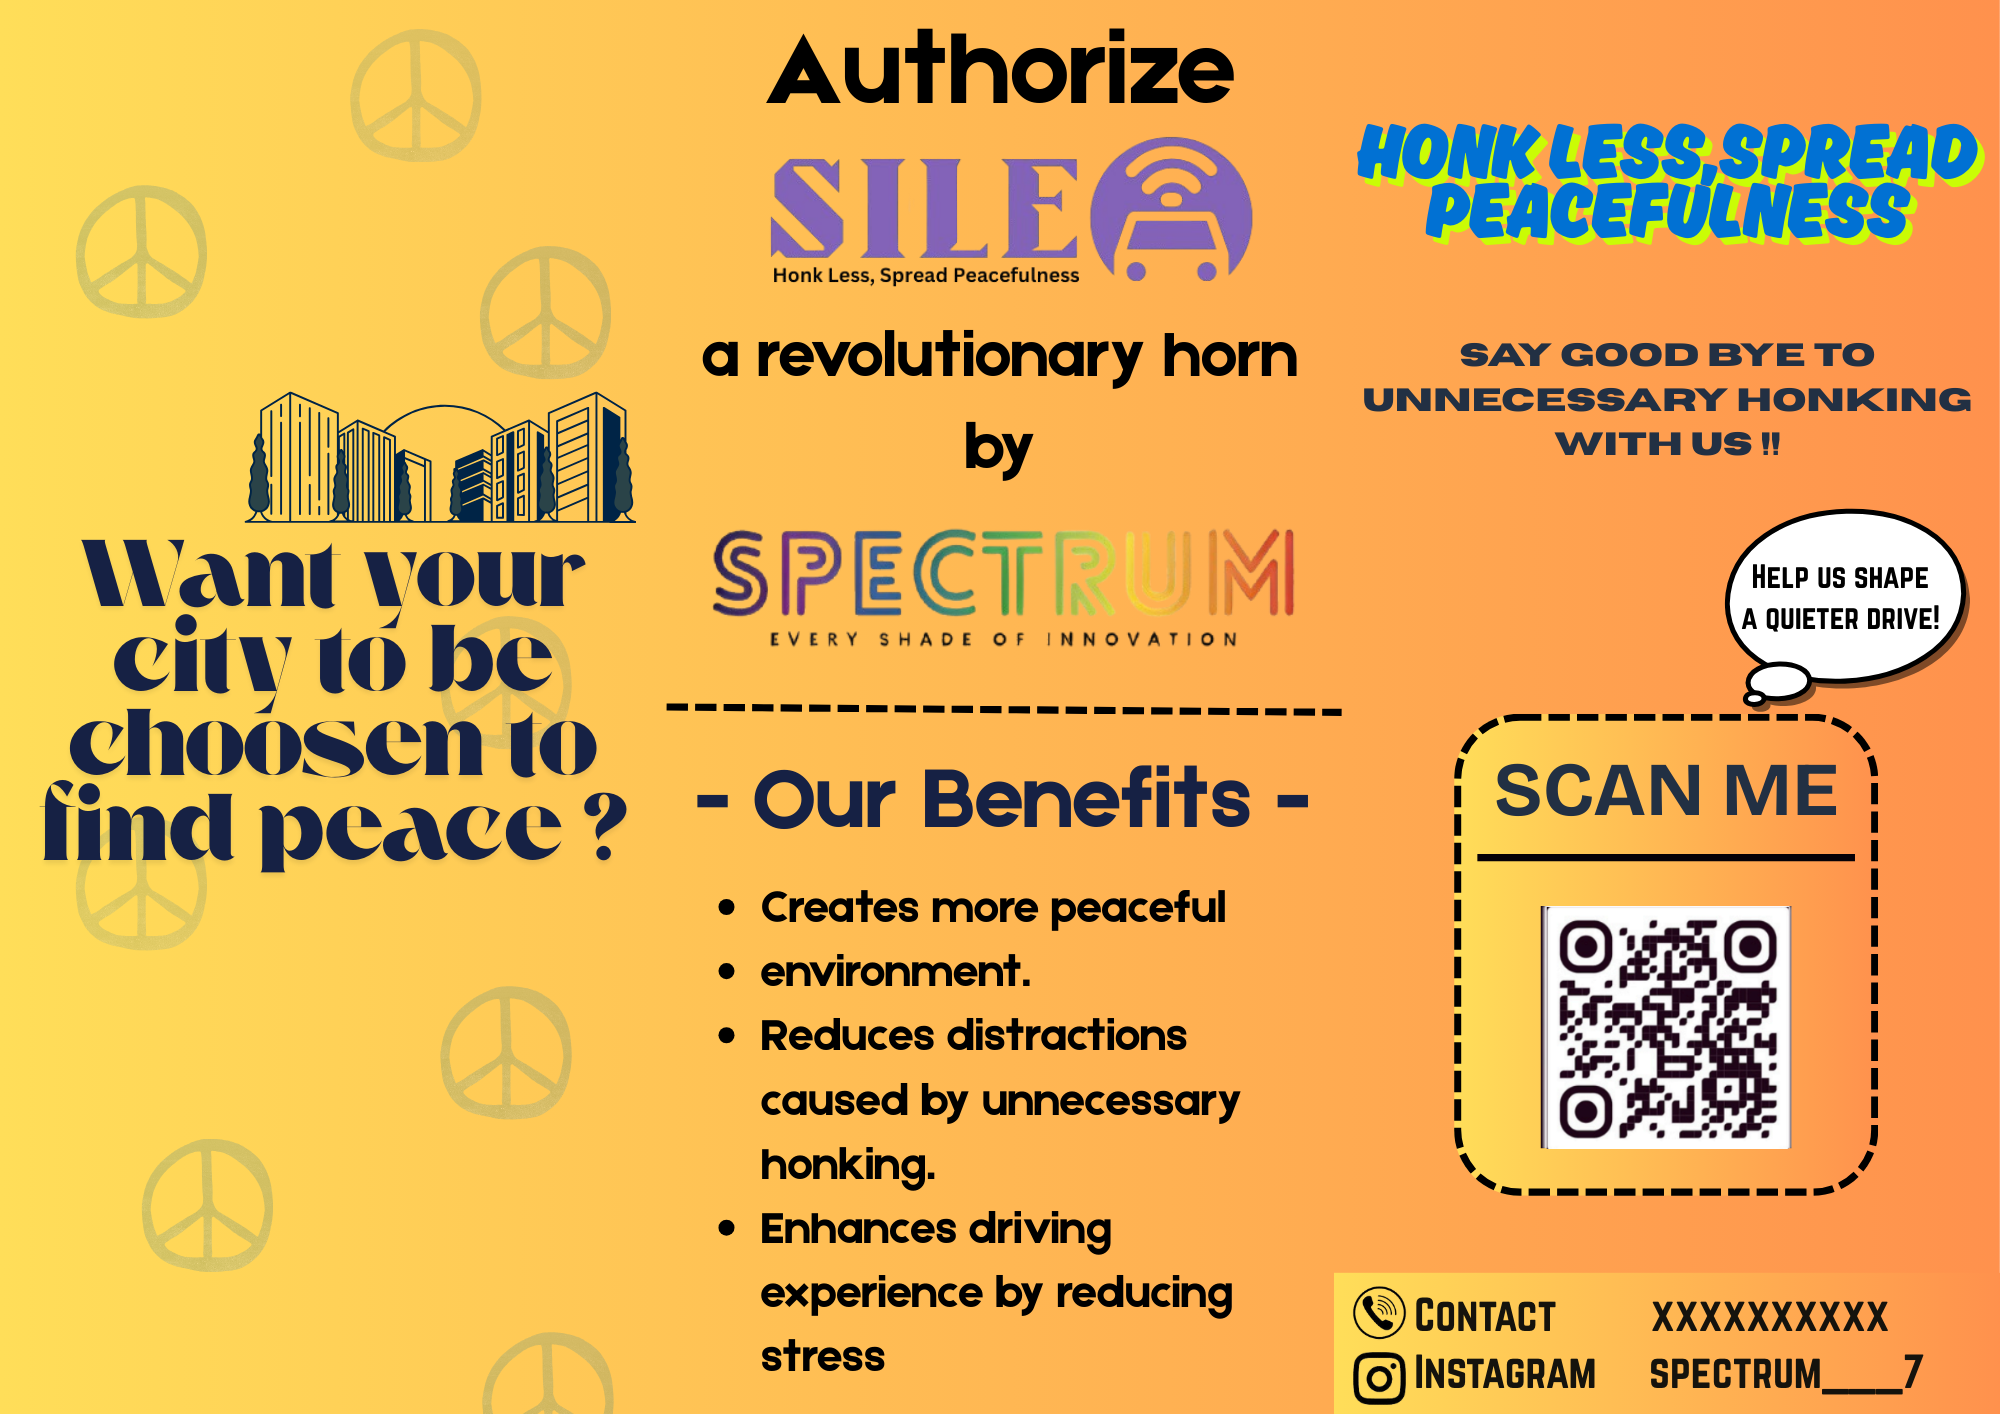 Want your
city to be
choosen to
find peace ?
Authorize
SILE
Honk Less, Spread Peacefulness
a revolutionary horn
by
SPECTRUM
EVERY SHADE OF INNOVATION
- Our Benefits -
• Creates more peaceful
• environment.
• Reduces distractions
caused by unnecessary
honking.
• Enhances driving
experience by reducing
stress
HONK LESS,SPREAD
PEACEFULNESS
SAY GOOD BYE TO
UNNECESSARY HONKING
WITH US !!
HELP US SHAPE
A QUIETER DRIVE!
SCAN ME
CONTACT XXXXXXXXXX
INSTAGRAM SPECTRUM___7